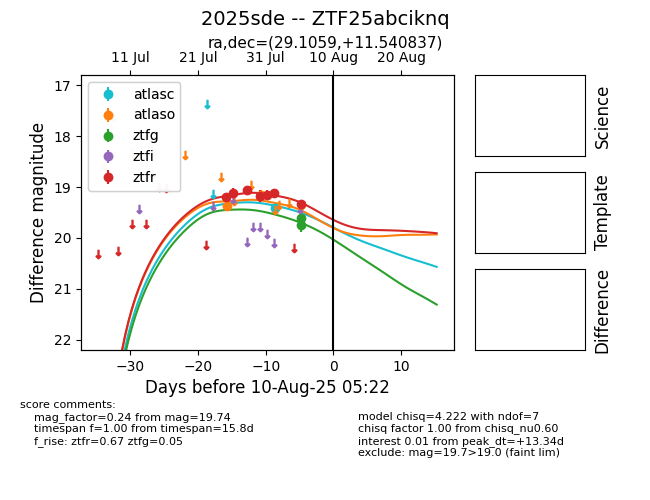 2025sde -- ZTF25abciknq
ra,dec=(29.1059,+11.540837)
11 Jul
21 Jul
31 Jul
10 Aug
20 Aug
17
18
19
20
21
22
Difference magnitude
atlasc
atlaso
ztfg
ztfi
ztfr
−30
−20
−10
0
10
Days before 10-Aug-25 05:22
Science
Template
Difference
score comments:
mag_factor=0.24 from mag=19.74
timespan f=1.00 from timespan=15.8d
f_rise: ztfr=0.67 ztfg=0.05
model chisq=4.222 with ndof=7
chisq factor 1.00 from chisq_nu0.60
interest 0.01 from peak_dt=+13.34d
exclude: mag=19.7>19.0 (faint lim)